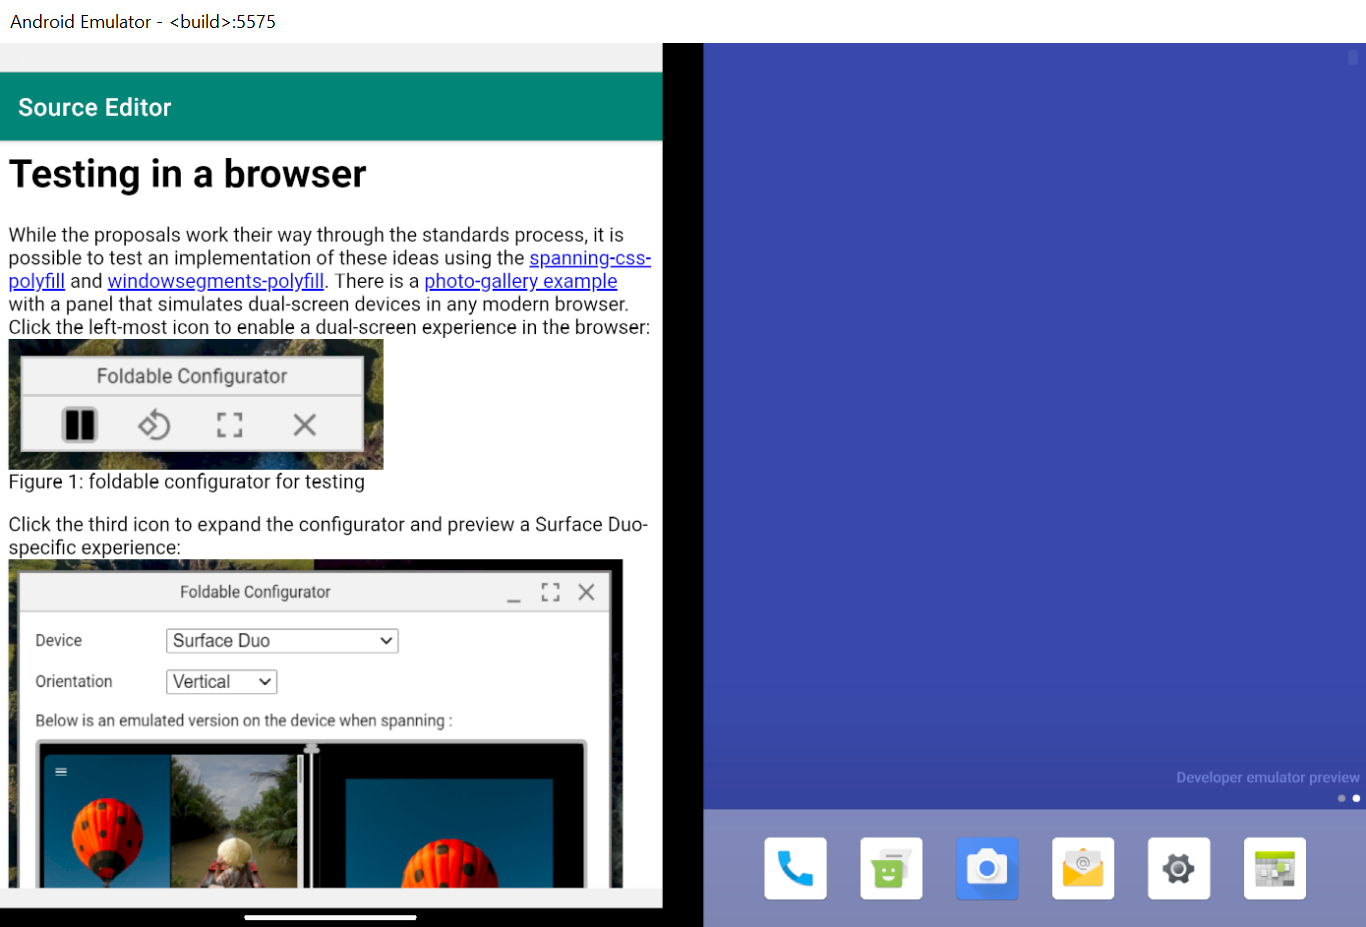 Android Emulator - <build>:5575
Source Editor
Testing in a browser
While the proposals work their way through the standards process, it is
possible to test an implementation of these ideas using the spanning-css-
polyfill and windowsegments-polyfill. There is a photo-gallery example
with a panel that simulates dual-screen devices in any modern browser.
Click the left-most icon to enable a dual-screen experience in the browser:
Foldable Configurator
Figure 1: foldable configurator for testing
Click the third icon to expand the configurator and preview a Surface Duo-
specific experience:
Foldable Configurator
Device
Surface Duo
Orientation
Vertical
Below is an emulated version on the device when spanning :
Developer emulator preview